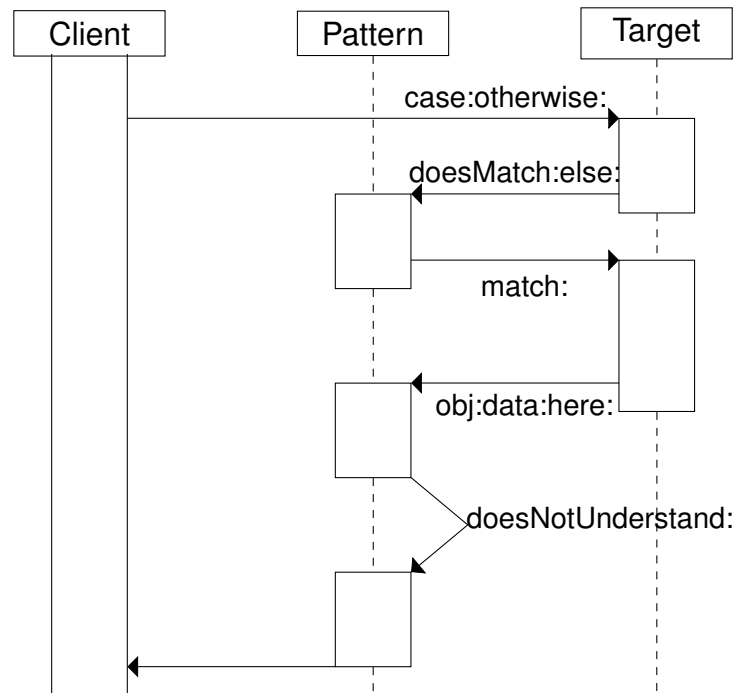 Client
Pattern
Target
case:otherwise:
doesMatch:else:
match:
obj:data:here:
doesNotUnderstand: